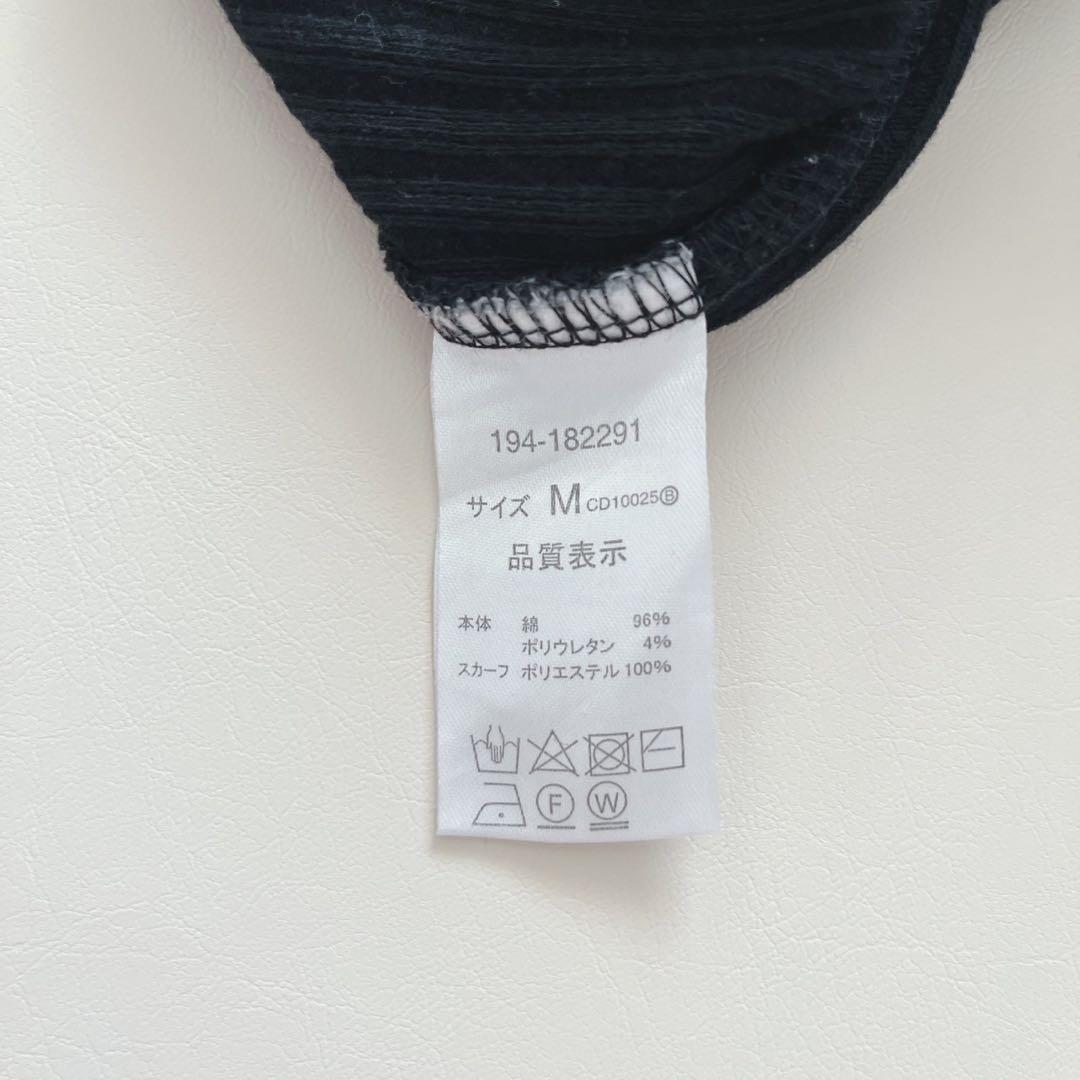 194-182291
サイズ M CD10025Ⓑ
品質表示
本体 綿 96%
ポリウレタン 4%
スカーフ ポリエステル 100%
Ⓕ Ⓦ